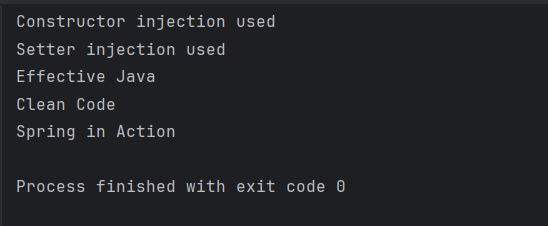 Constructor injection used
Setter injection used
Effective Java
Clean Code
Spring in Action
Process finished with exit code 0